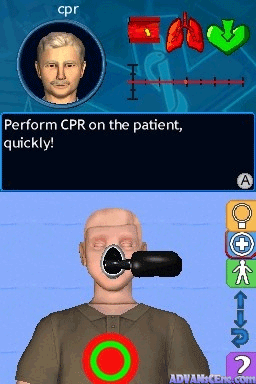 cpr
Perform CPR on the patient,
quickly!
A
?
ADVANsCEne.com